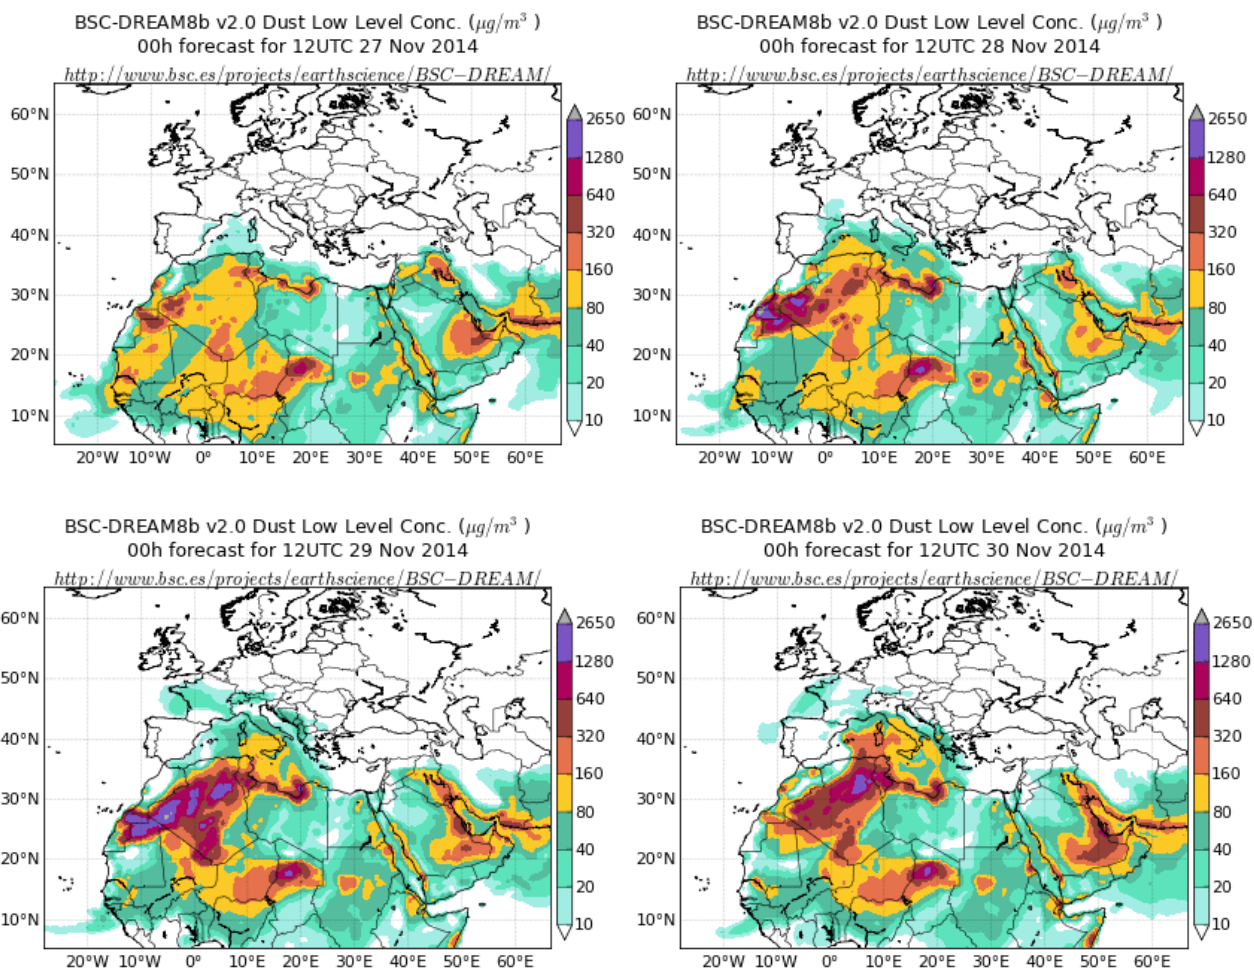 BSC-DREAM8b v2.0 Dust Low Level Conc. (μg/m³ )
00h forecast for 12UTC 27 Nov 2014
http://www.bsc.es/projects/earthscience/BSC−DREAM/
60°N
50°N
40°N
30°N
20°N
10°N
20°W 10°W 0° 10°E 20°E 30°E 40°E 50°E 60°E
2650
1280
640
320
160
80
40
20
10
BSC-DREAM8b v2.0 Dust Low Level Conc. (μg/m³ )
00h forecast for 12UTC 28 Nov 2014
http://www.bsc.es/projects/earthscience/BSC−DREAM/
60°N
50°N
40°N
30°N
20°N
10°N
20°W 10°W 0° 10°E 20°E 30°E 40°E 50°E 60°E
2650
1280
640
320
160
80
40
20
10
BSC-DREAM8b v2.0 Dust Low Level Conc. (μg/m³ )
00h forecast for 12UTC 29 Nov 2014
http://www.bsc.es/projects/earthscience/BSC−DREAM/
60°N
50°N
40°N
30°N
20°N
10°N
20°W 10°W 0° 10°E 20°E 30°E 40°E 50°E 60°E
2650
1280
640
320
160
80
40
20
10
BSC-DREAM8b v2.0 Dust Low Level Conc. (μg/m³ )
00h forecast for 12UTC 30 Nov 2014
http://www.bsc.es/projects/earthscience/BSC−DREAM/
60°N
50°N
40°N
30°N
20°N
10°N
20°W 10°W 0° 10°E 20°E 30°E 40°E 50°E 60°E
2650
1280
640
320
160
80
40
20
10